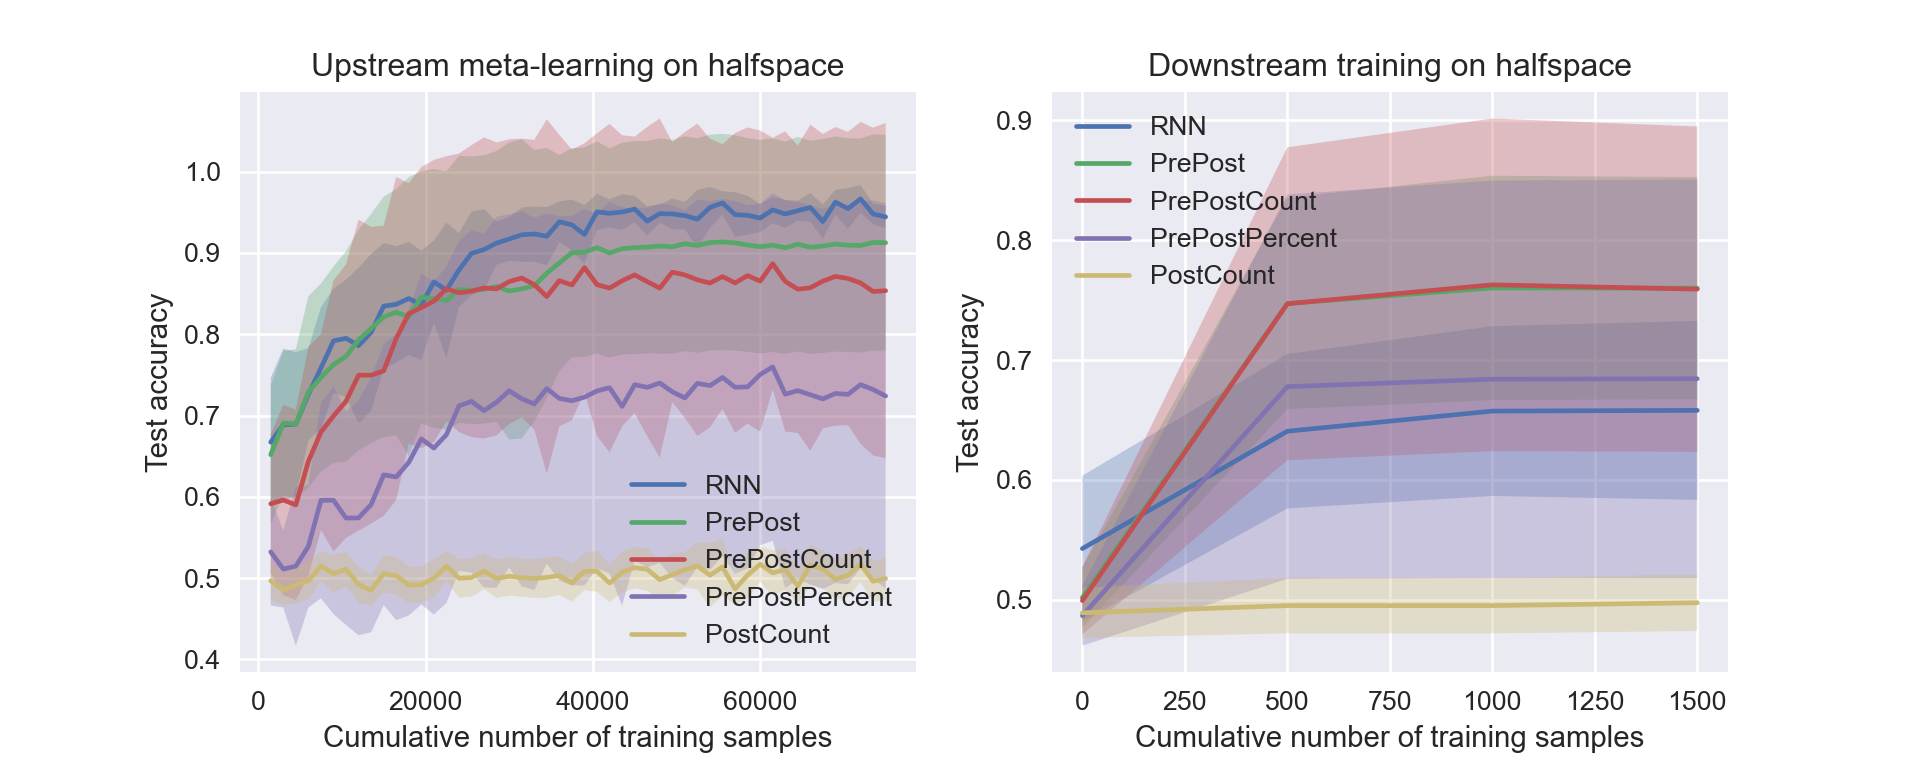 Upstream meta-learning on halfspace
Test accuracy
1.0
0.9
0.8
0.7
0.6
0.5
0.4
RNN
PrePost
PrePostCount
PrePostPercent
PostCount
0 20000 40000 60000
Cumulative number of training samples
Downstream training on halfspace
Test accuracy
0.9
0.8
0.7
0.6
0.5
RNN
PrePost
PrePostCount
PrePostPercent
PostCount
0 250 500 750 1000 1250 1500
Cumulative number of training samples